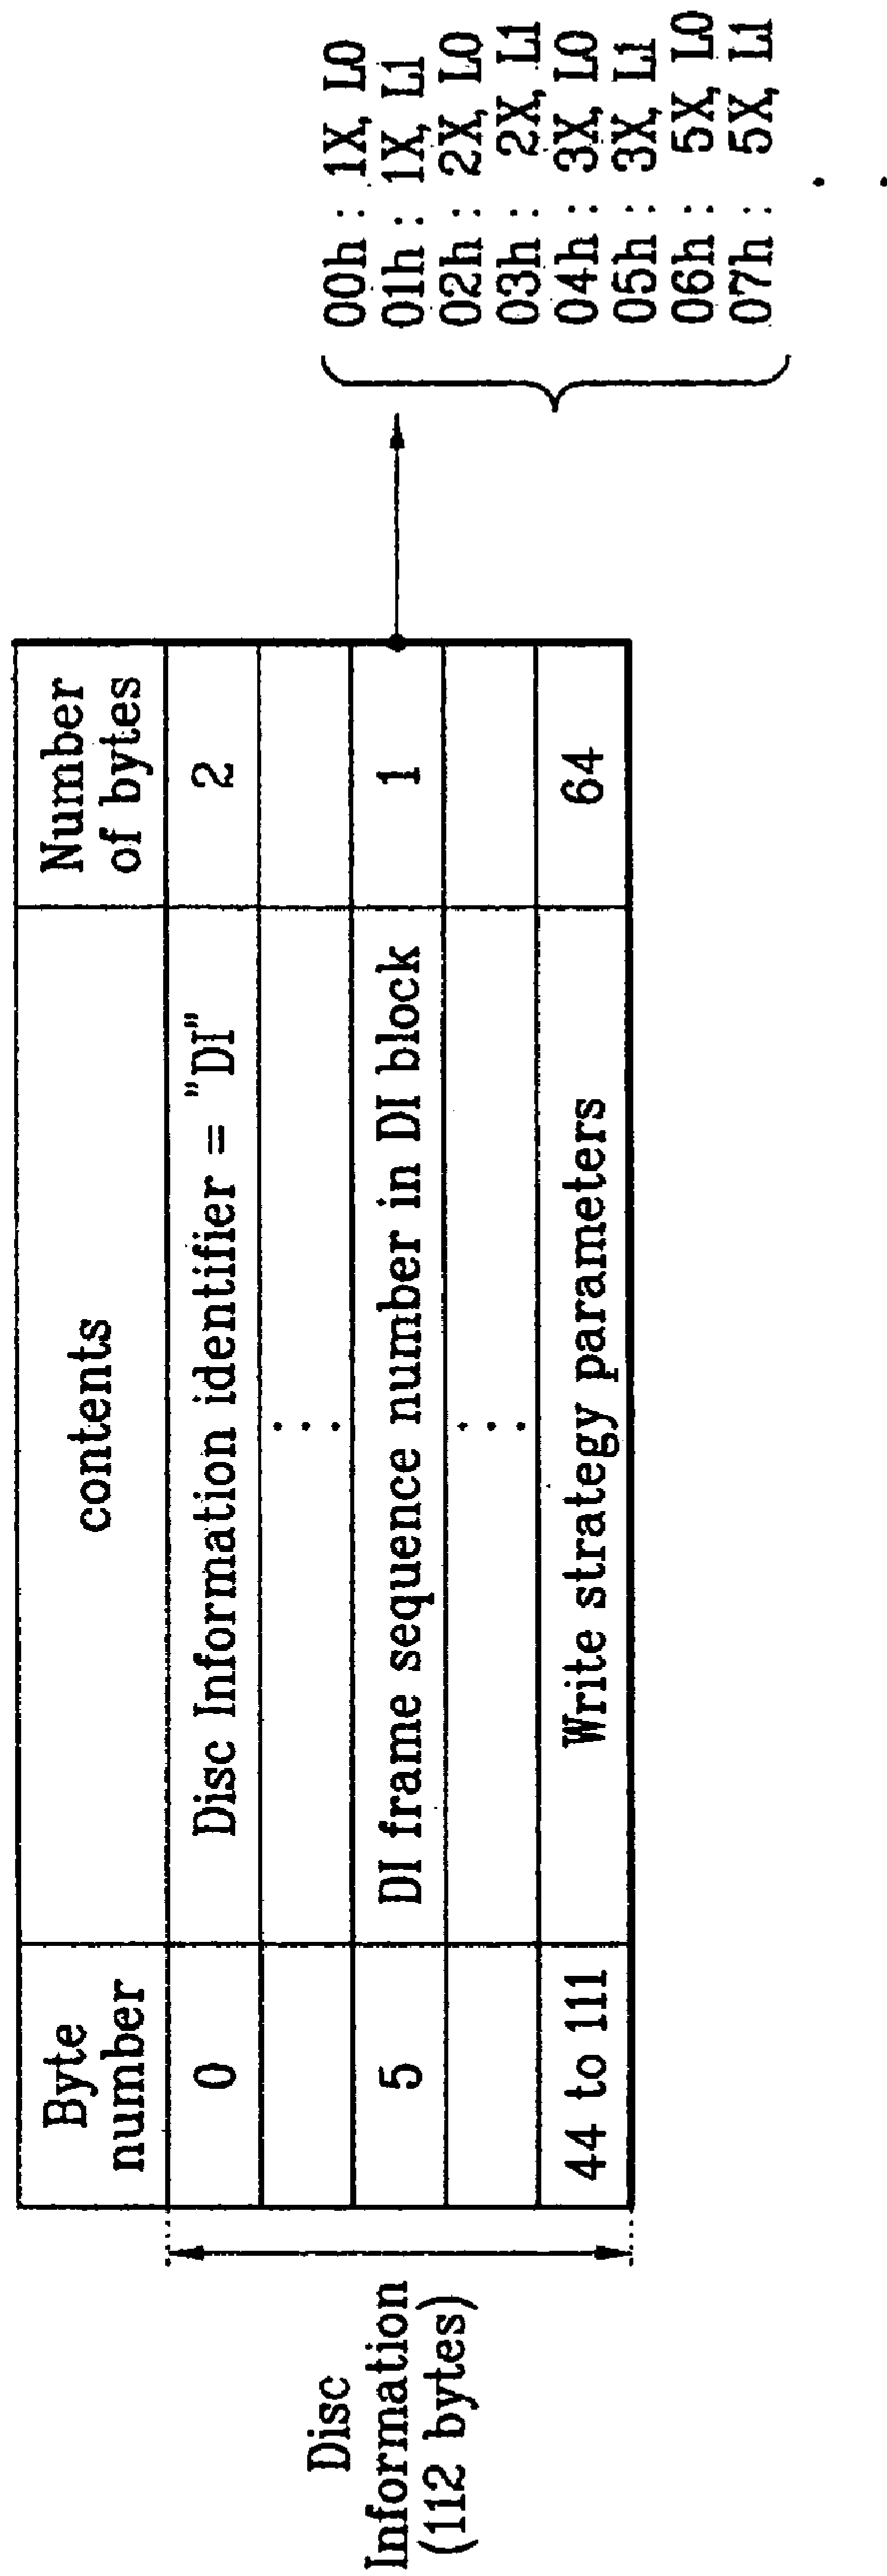 Disc
Information
(112 bytes)
Byte
number
contents
Number
of bytes
0
Disc Information identifier = "DI"
2
. . .
5
DI frame sequence number in DI block
1
. . .
44 to 111
Write strategy parameters
64
00h : 1X, L0
01h : 1X, L1
02h : 2X, L0
03h : 2X, L1
04h : 3X, L0
05h : 3X, L1
06h : 5X, L0
07h : 5X, L1